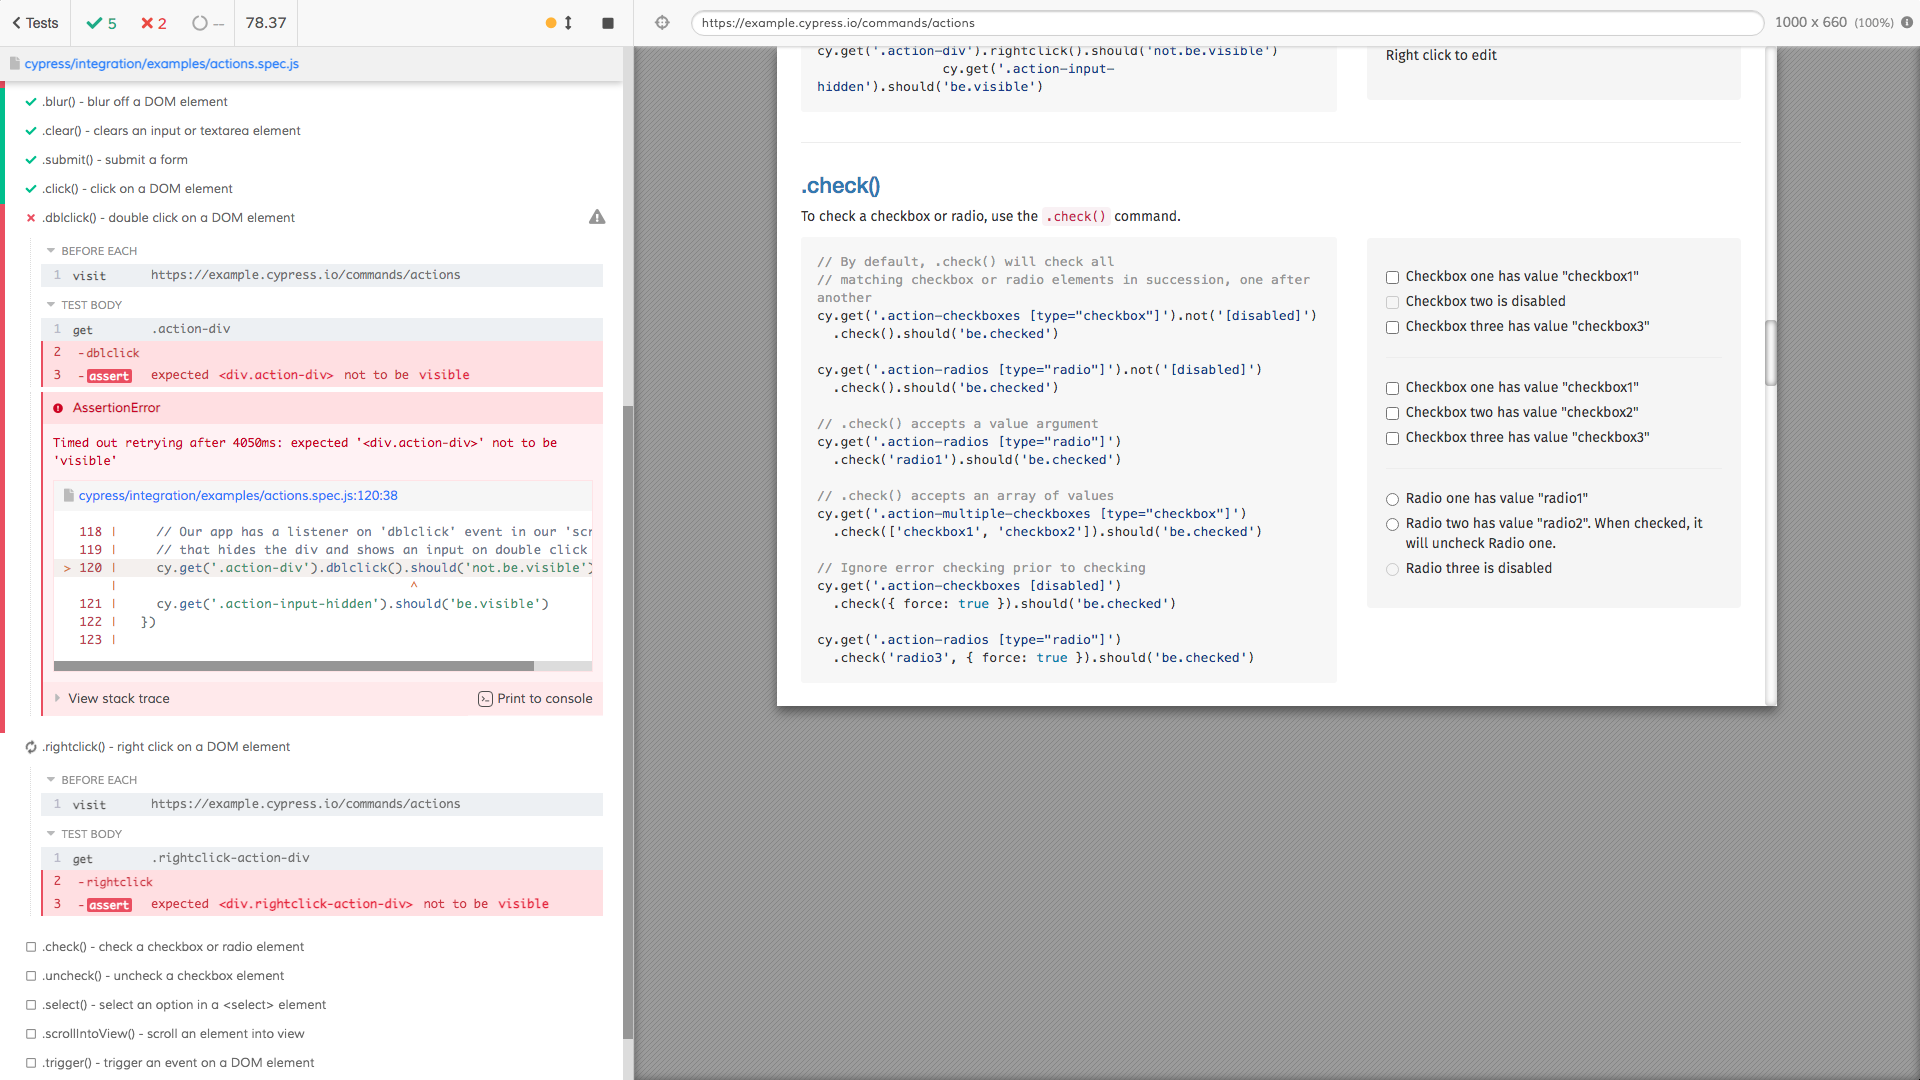 Tests
5
2
--
78.37
https://example.cypress.io/commands/actions
1000 x 660 (100%)
cypress/integration/examples/actions.spec.js
.blur() - blur off a DOM element
.clear() - clears an input or textarea element
.submit() - submit a form
.click() - click on a DOM element
.dblclick() - double click on a DOM element
BEFORE EACH
1 visit https://example.cypress.io/commands/actions
TEST BODY
1 get .action-div
2 -dblclick
3 -assert expected <div.action-div> not to be visible
AssertionError
Timed out retrying after 4050ms: expected '<div.action-div>' not to be
'visible'
cypress/integration/examples/actions.spec.js:120:38
118 | // Our app has a listener on 'dblclick' event in our 'scr
119 | // that hides the div and shows an input on double click
> 120 | cy.get('.action-div').dblclick().should('not.be.visible')
| ^
121 | cy.get('.action-input-hidden').should('be.visible')
122 | })
123 |
View stack trace
Print to console
.rightclick() - right click on a DOM element
BEFORE EACH
1 visit https://example.cypress.io/commands/actions
TEST BODY
1 get .rightclick-action-div
2 -rightclick
3 -assert expected <div.rightclick-action-div> not to be visible
.check() - check a checkbox or radio element
.uncheck() - uncheck a checkbox element
.select() - select an option in a <select> element
.scrollIntoView() - scroll an element into view
.trigger() - trigger an event on a DOM element
cy.get('.action-div').rightclick().should('not.be.visible')
cy.get('.action-input-
hidden').should('be.visible')
Right click to edit
.check()
To check a checkbox or radio, use the .check() command.
// By default, .check() will check all
// matching checkbox or radio elements in succession, one after
another
cy.get('.action-checkboxes [type="checkbox"]').not('[disabled]')
.check().should('be.checked')
cy.get('.action-radios [type="radio"]').not('[disabled]')
.check().should('be.checked')
// .check() accepts a value argument
cy.get('.action-radios [type="radio"]')
.check('radio1').should('be.checked')
// .check() accepts an array of values
cy.get('.action-multiple-checkboxes [type="checkbox"]')
.check(['checkbox1', 'checkbox2']).should('be.checked')
// Ignore error checking prior to checking
cy.get('.action-checkboxes [disabled]')
.check({ force: true }).should('be.checked')
cy.get('.action-radios [type="radio"]')
.check('radio3', { force: true }).should('be.checked')
Checkbox one has value "checkbox1"
Checkbox two is disabled
Checkbox three has value "checkbox3"
Checkbox one has value "checkbox1"
Checkbox two has value "checkbox2"
Checkbox three has value "checkbox3"
Radio one has value "radio1"
Radio two has value "radio2". When checked, it
will uncheck Radio one.
Radio three is disabled